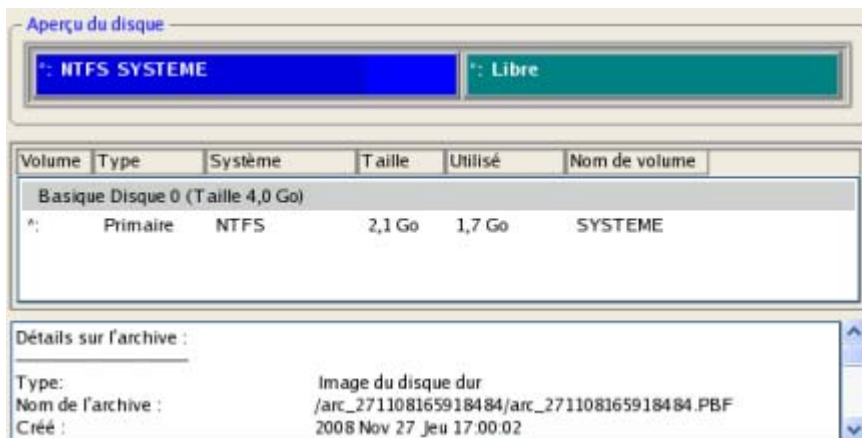 Aperçu du disque
*: NTFS SYSTEME *: Libre
Volume Type Système Taille Utilisé Nom de volume
Basique Disque 0 (Taille 4,0 Go)
*: Primaire NTFS 2,1 Go 1,7 Go SYSTEME
Détails sur l'archive :
Type: Image du disque dur
Nom de l'archive : /arc_271108165918484/arc_271108165918484.PBF
Créé : 2008 Nov 27 Jeu 17:00:02